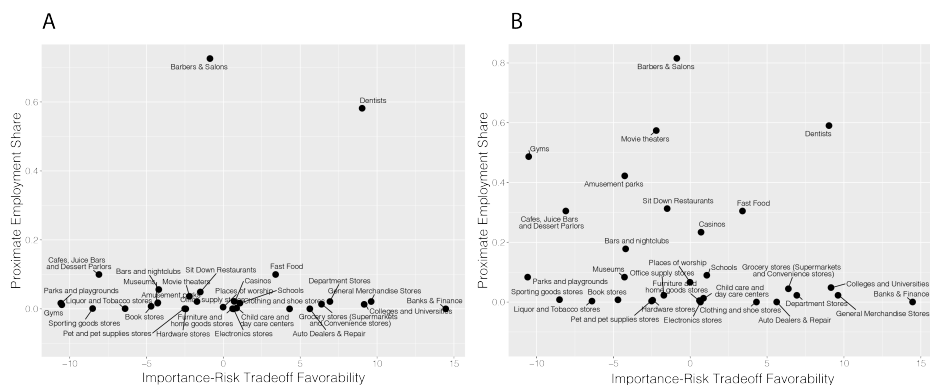 A
B
Proximate Employment Share
0.6
0.4
0.2
0.0
Barbers & Salons
Dentists
Cafes, Juice Bars
and Dessert Parlors
Bars and nightclubs
Sit Down Restaurants
Fast Food
Museums
Movie theaters
Casinos
Department Stores
Parks and playgrounds
Places of worship
Schools
General Merchandise Stores
Liquor and Tobacco stores
Clothing and shoe stores
Banks & Finance
Gyms
Book stores
Furniture and
home goods stores
Child care and
day care centers
Grocery stores (Supermarkets
and Convenience stores)
Colleges and Universities
Sporting goods stores
Pet and pet supplies stores
Hardware stores
Electronics stores
Auto Dealers & Repair
−10
−5
0
5
10
15
Importance-Risk Tradeoff Favorability
Proximate Employment Share
0.8
0.6
0.4
0.2
0.0
Barbers & Salons
Movie theaters
Dentists
Gyms
Amusement parks
Cafes, Juice Bars
and Dessert Parlors
Sit Down Restaurants
Fast Food
Casinos
Bars and nightclubs
Places of worship
Museums
Office supply stores
Schools
Grocery stores (Supermarkets
and Convenience stores)
Parks and playgrounds
Furniture and
home goods stores
Child care and
day care centers
Colleges and Universities
Sporting goods stores
Book stores
Banks & Finance
Liquor and Tobacco stores
Hardware stores
Clothing and shoe stores
Department Stores
Pet and pet supplies stores
Electronics stores
Auto Dealers & Repair
General Merchandise Stores
−10
−5
0
5
10
15
Importance-Risk Tradeoff Favorability